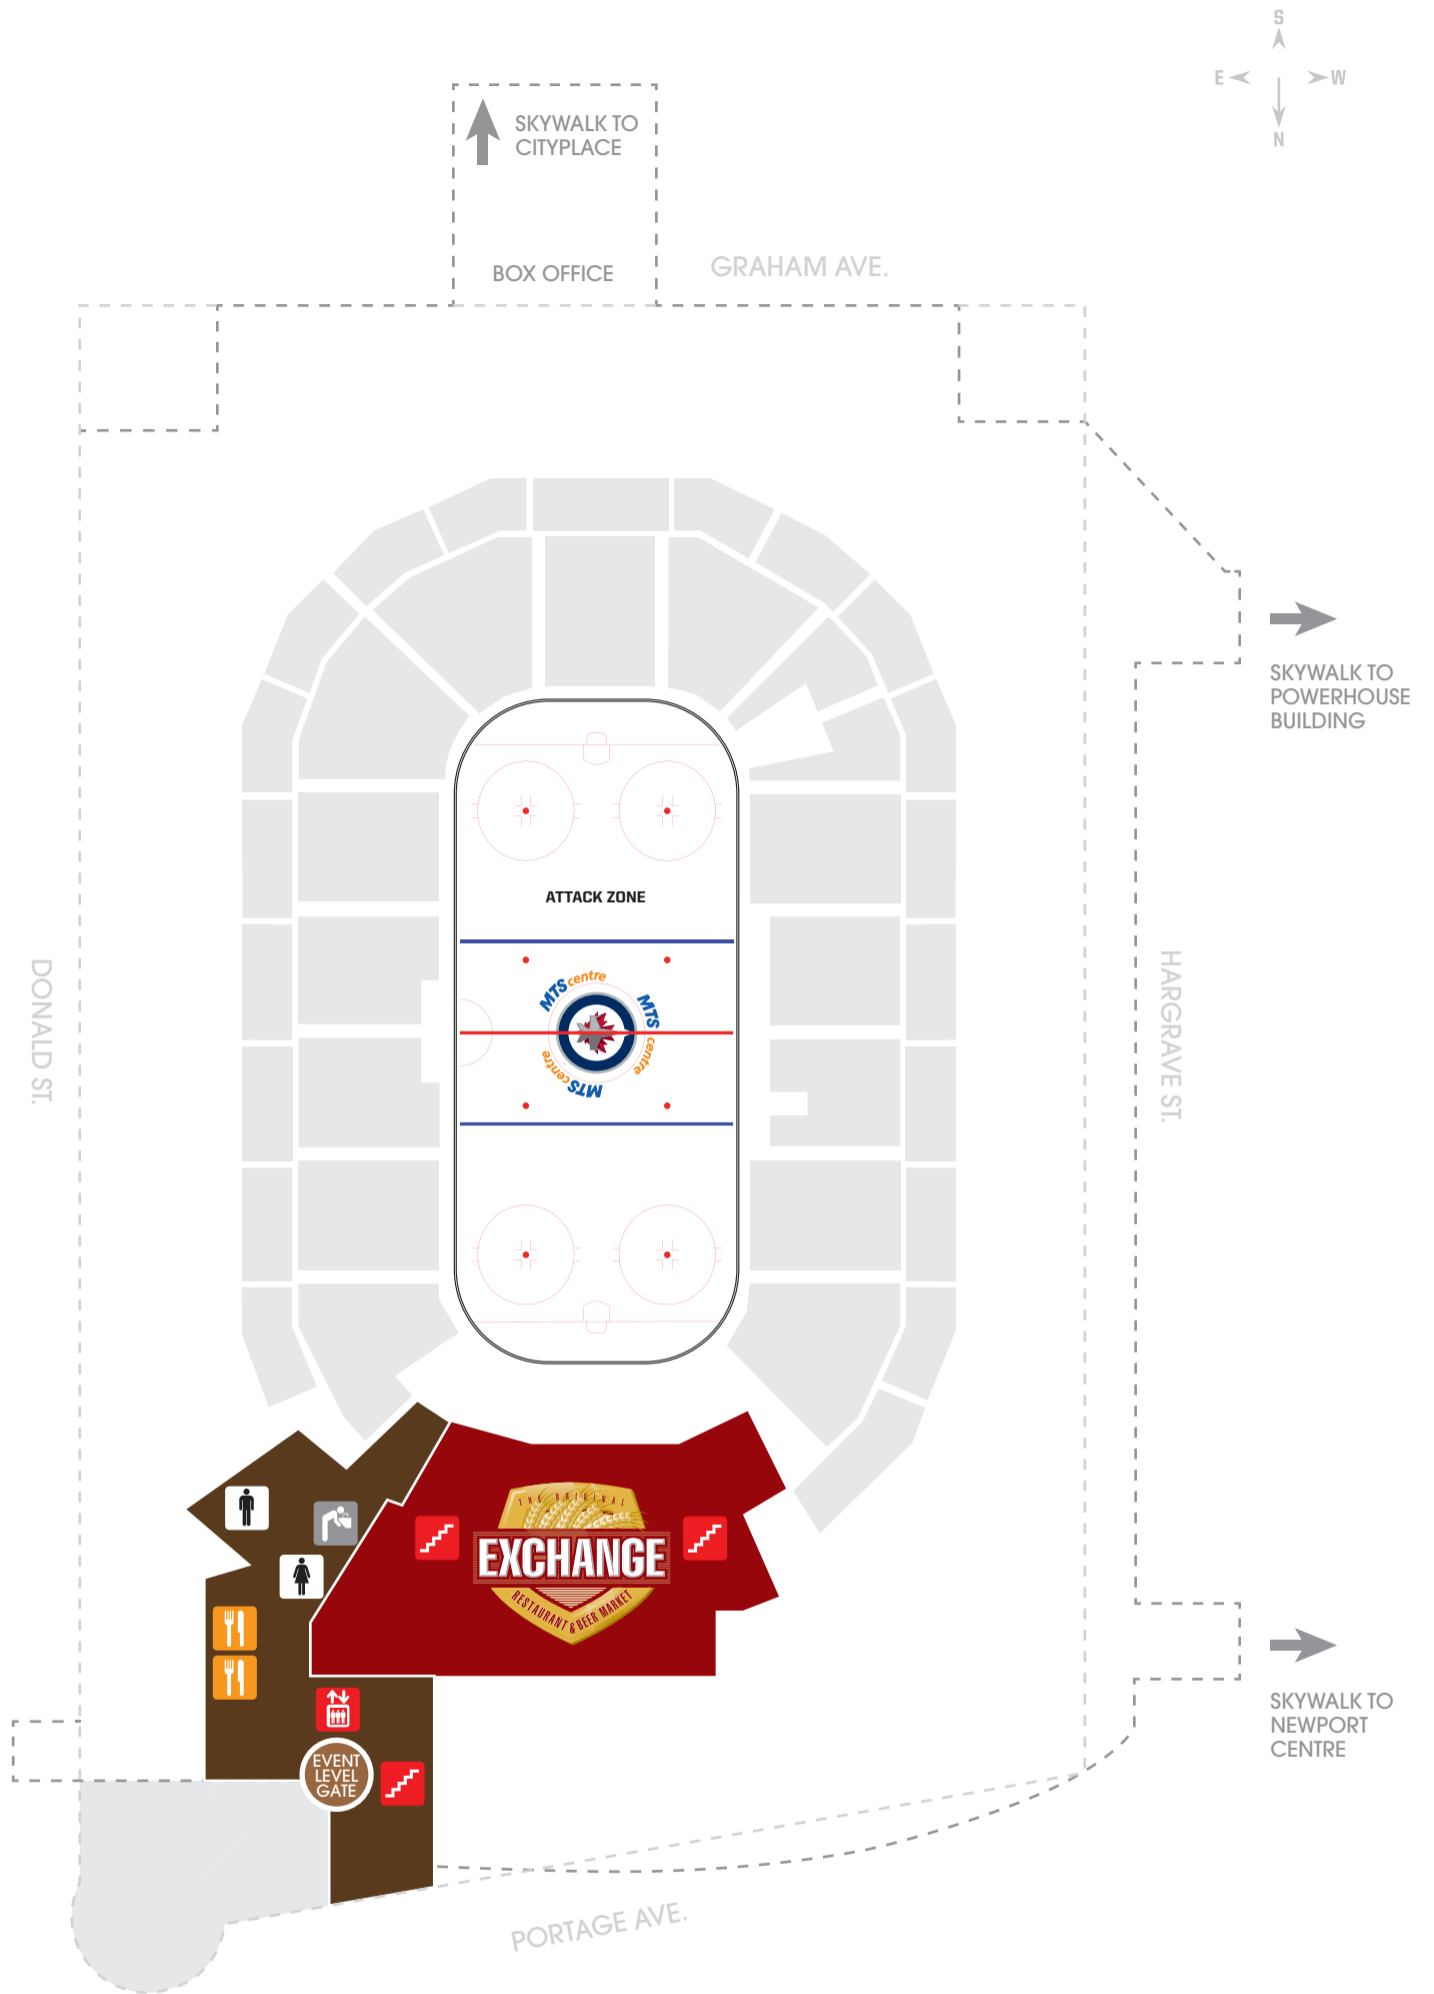 S
E
W
N
SKYWALK TO
CITYPLACE
BOX OFFICE
GRAHAM AVE.
SKYWALK TO
POWERHOUSE
BUILDING
ATTACK ZONE
MTS centre
MTS centre
MTS centre
DONALD ST.
HARGRAVE ST.
THE ORIGINAL
EXCHANGE
RESTAURANT & BEER MARKET
EVENT
LEVEL
GATE
SKYWALK TO
NEWPORT
CENTRE
PORTAGE AVE.